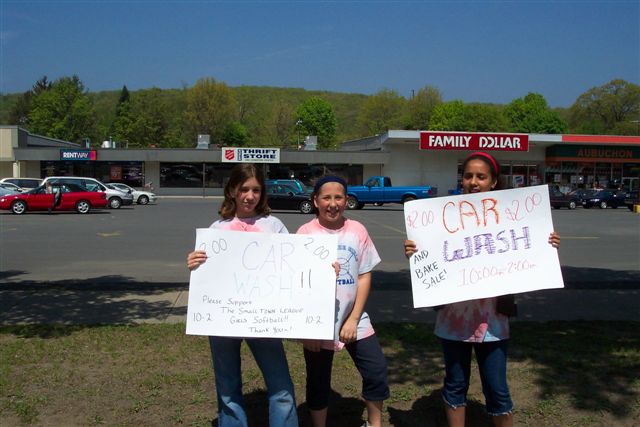 RENTWAY
THRIFT
STORE
FAMILY DOLLAR
AUBUCHON
2.00 2.00
CAR
WASH!!
Please Support
The Small Town League
10-2 Girls Softball!! 10-2
Thank You!
$2.00 CAR $2.00
WASH
AND
BAKE
SALE!
10:00-2:00pm